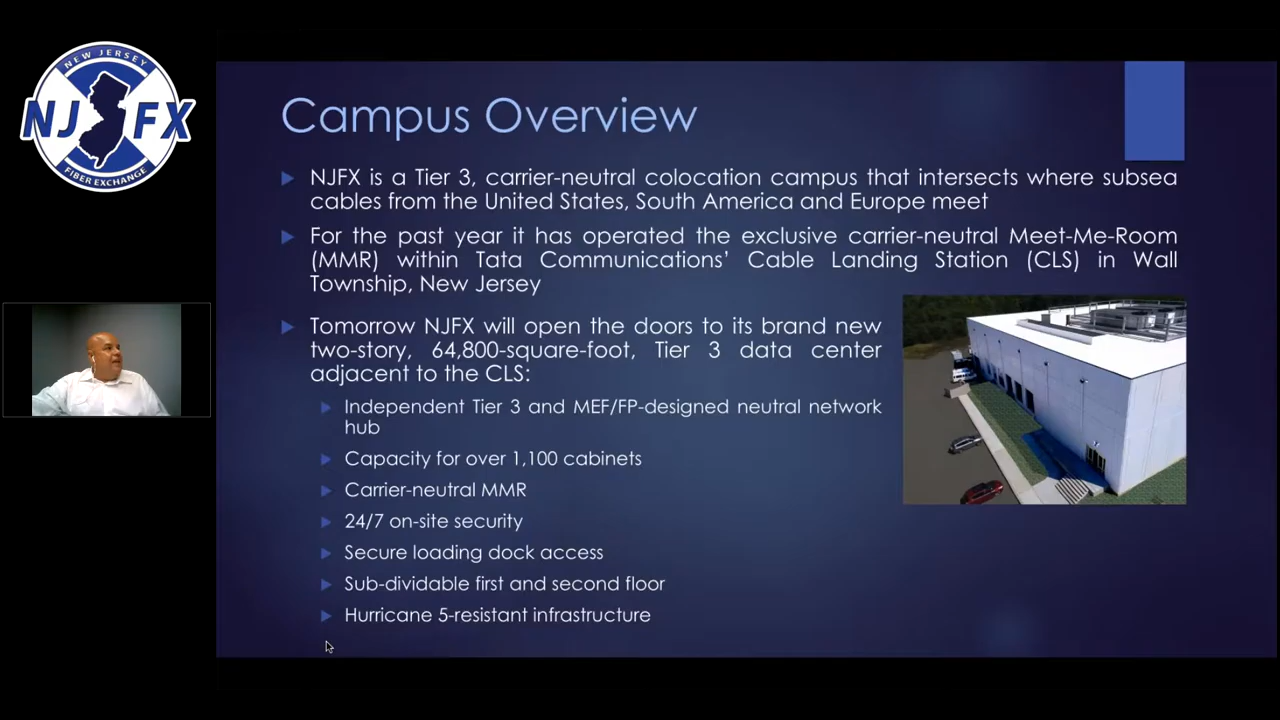 NEW JERSEY
NJ FX
FIBER EXCHANGE
Campus Overview
NJFX is a Tier 3, carrier-neutral colocation campus that intersects where subsea
cables from the United States, South America and Europe meet
For the past year it has operated the exclusive carrier-neutral Meet-Me-Room
(MMR) within Tata Communications’ Cable Landing Station (CLS) in Wall
Township, New Jersey
Tomorrow NJFX will open the doors to its brand new
two-story, 64,800-square-foot, Tier 3 data center
adjacent to the CLS:
Independent Tier 3 and MEF/FP-designed neutral network
hub
Capacity for over 1,100 cabinets
Carrier-neutral MMR
24/7 on-site security
Secure loading dock access
Sub-dividable first and second floor
Hurricane 5-resistant infrastructure